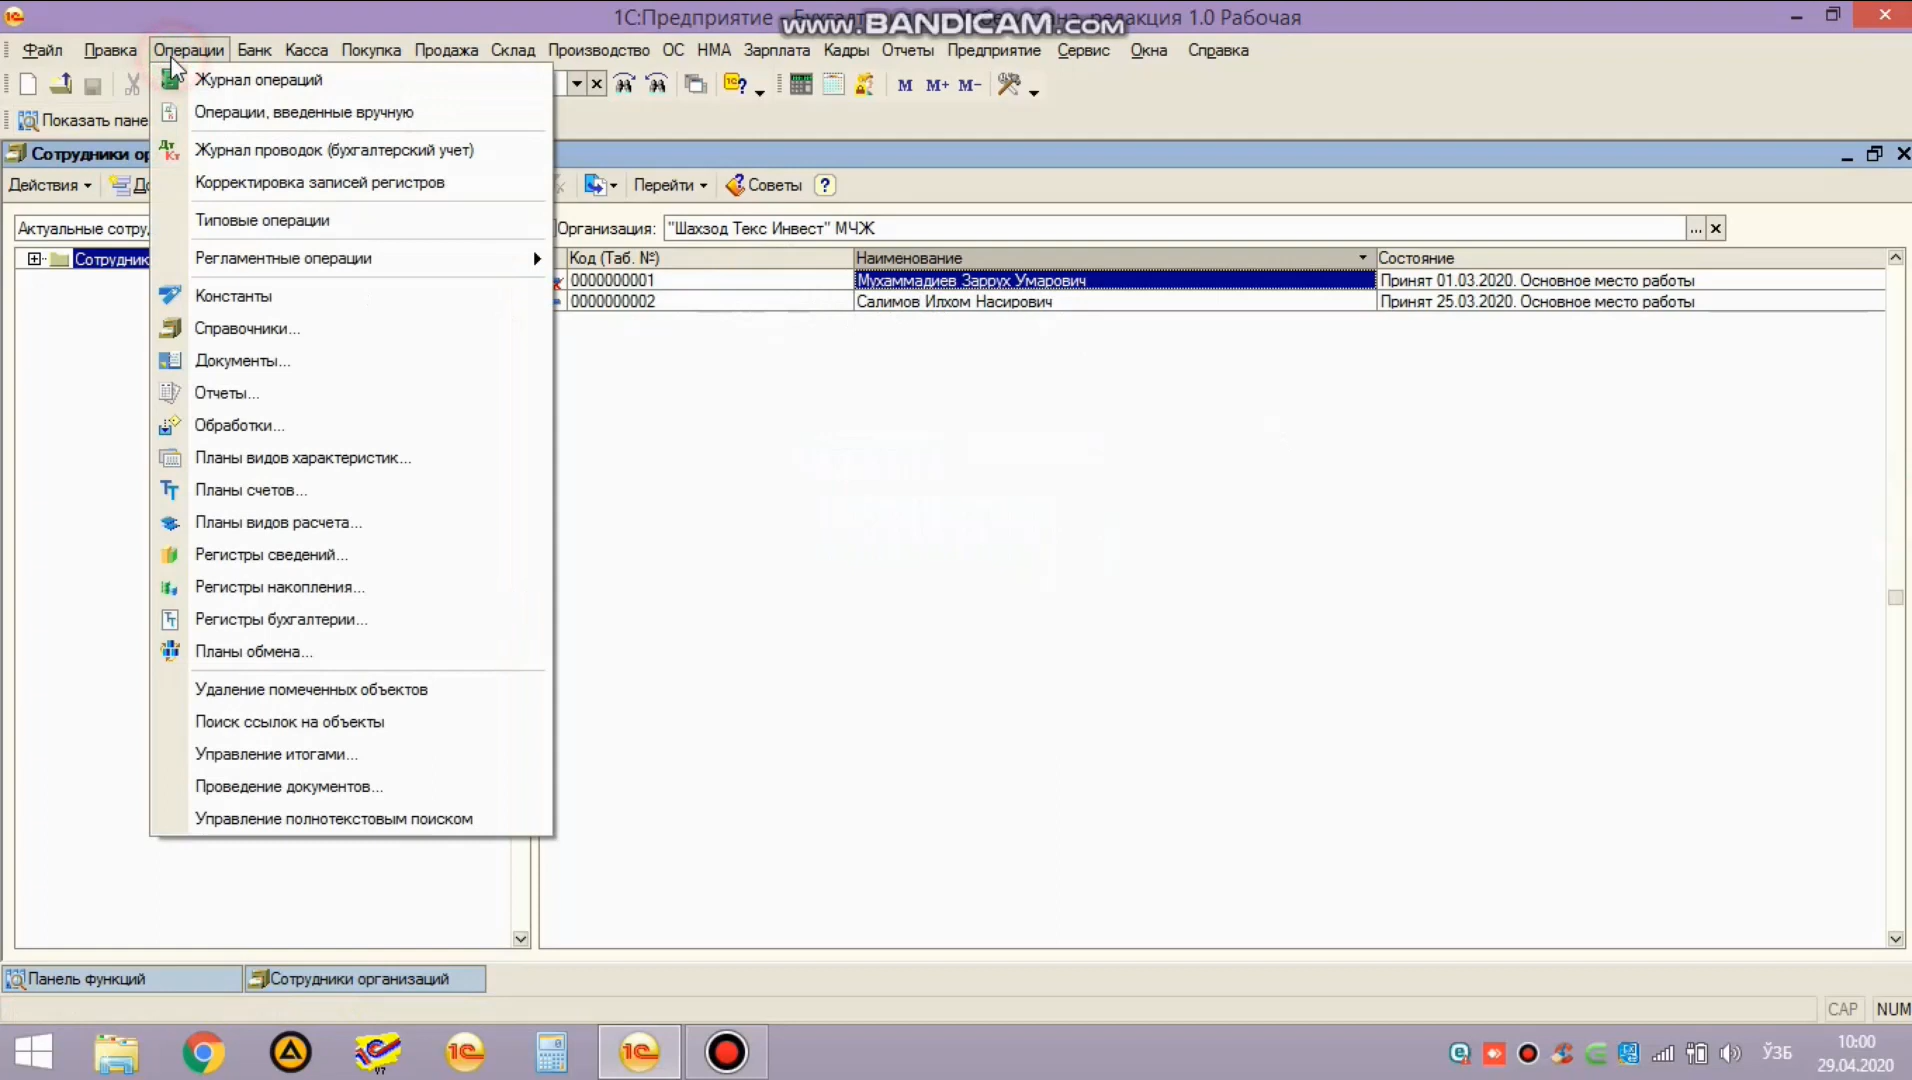 1С:Предприятие - Бухгалт
редакция 1.0 Рабочая
www.BANDICAM.com
Файл Правка Операции Банк Касса Покупка Продажа Склад Производство ОС НМА Зарплата Кадры Отчеты Предприятие Сервис Окна Справка
M M+ M-
Показать пане
Сотрудники ор
Действия До Перейти Советы ?
Актуальные сотру
Организация: "Шахзод Текс Инвест" МЧЖ ...
Сотрудник
Код (Таб. №) Наименование Состояние
0000000001 Мухаммадиев Заррух Умарович Принят 01.03.2020. Основное место работы
0000000002 Салимов Илхом Насирович Принят 25.03.2020. Основное место работы
Журнал операций
Операции, введенные вручную
Дт Кт Журнал проводок (бухгалтерский учет)
Корректировка записей регистров
Типовые операции
Регламентные операции
Константы
Справочники...
Документы...
Отчеты...
Обработки...
Планы видов характеристик...
Планы счетов...
Планы видов расчета...
Регистры сведений...
Регистры накопления...
Регистры бухгалтерии...
Планы обмена...
Удаление помеченных объектов
Поиск ссылок на объекты
Управление итогами...
Проведение документов...
Управление полнотекстовым поиском
Панель функций Сотрудники организаций
CAP NUM
ЎЗБ
10:00
29.04.2020